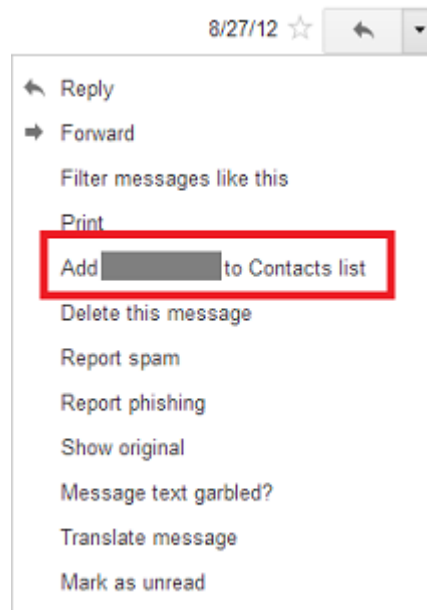 8/27/12
Reply
Forward
Filter messages like this
Print
Add to Contacts list
Delete this message
Report spam
Report phishing
Show original
Message text garbled?
Translate message
Mark as unread